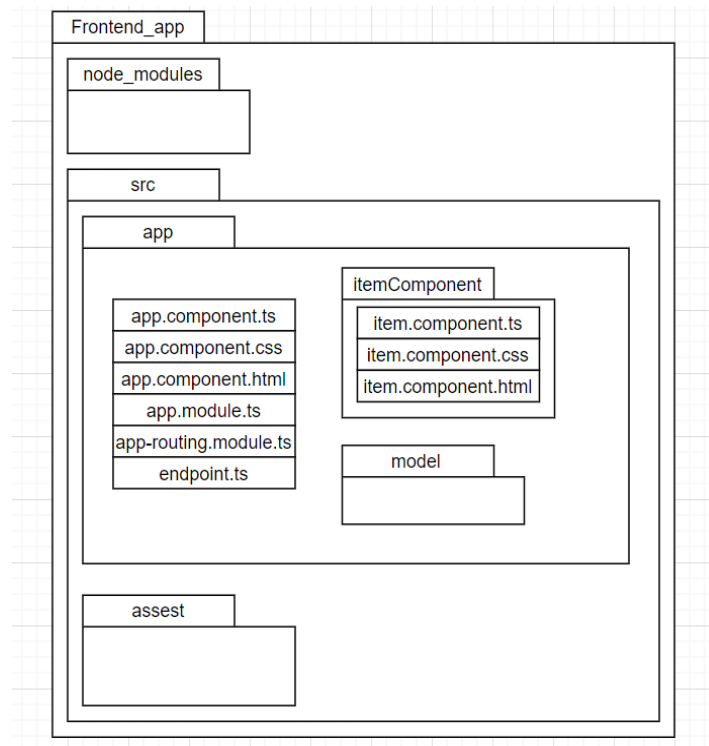 Frontend_app
node_modules
src
app
app.component.ts
app.component.css
app.component.html
app.module.ts
app-routing.module.ts
endpoint.ts
itemComponent
item.component.ts
item.component.css
item.component.html
model
assest